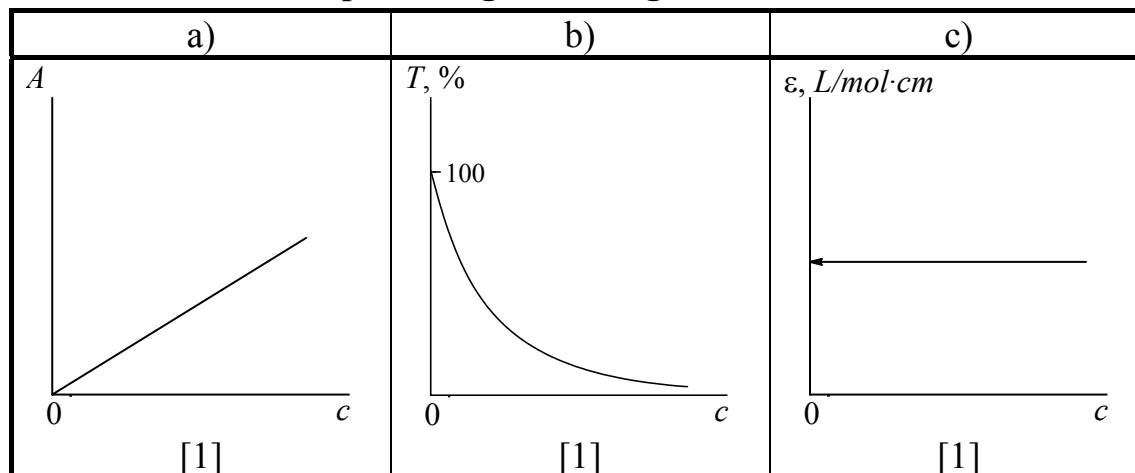 a) b) c)
A T, % ε, L/mol·cm
100
0 c 0 c 0 c
[1] [1] [1]